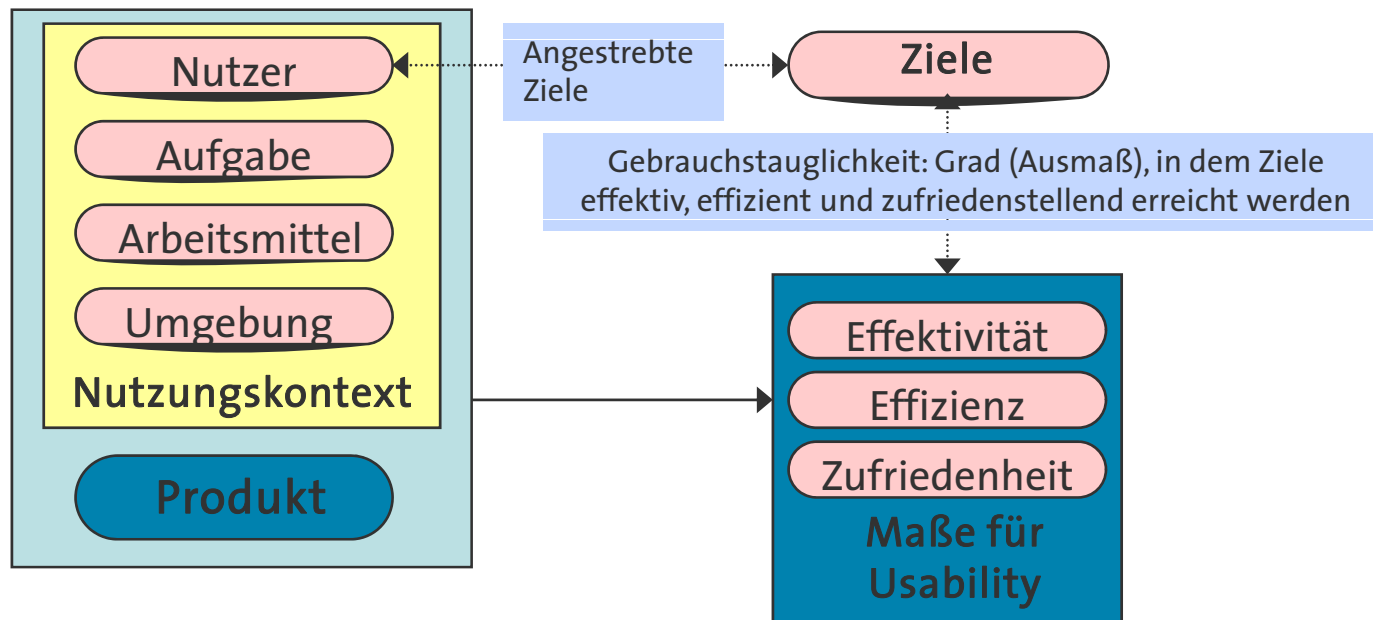 Nutzer
Aufgabe
Arbeitsmittel
Umgebung
Nutzungskontext
Produkt
Angestrebte
Ziele
Ziele
Gebrauchstauglichkeit: Grad (Ausmaß), in dem Ziele
effektiv, effizient und zufriedenstellend erreicht werden
Effektivität
Effizienz
Zufriedenheit
Maße für
Usability